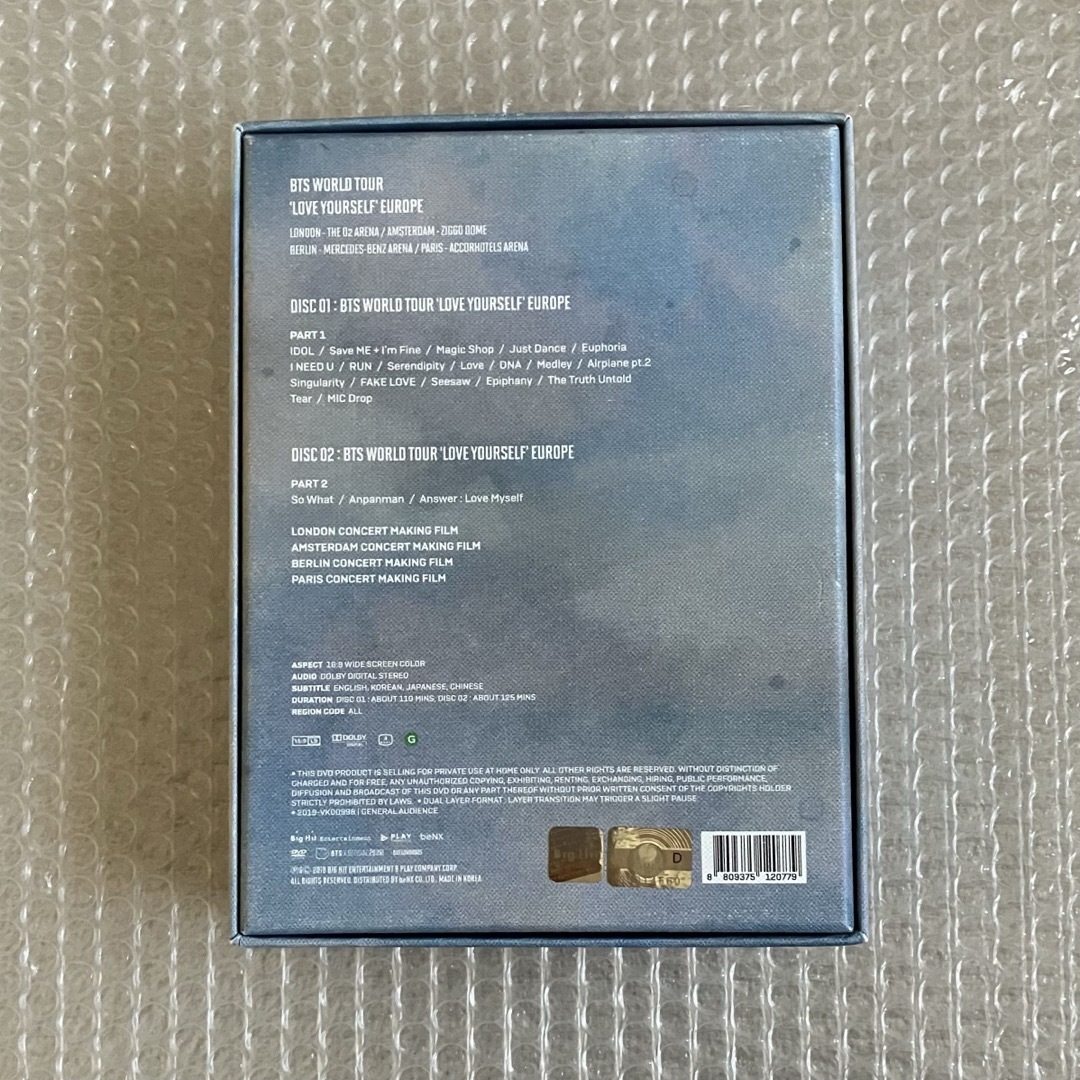 BTS WORLD TOUR
'LOVE YOURSELF' EUROPE
LONDON - THE O2 ARENA / AMSTERDAM - ZIGGO DOME
BERLIN - MERCEDES-BENZ ARENA / PARIS - ACCORHOTELS ARENA
DISC 01 : BTS WORLD TOUR 'LOVE YOURSELF' EUROPE
PART 1
IDOL / Save ME + I'm Fine / Magic Shop / Just Dance / Euphoria
I NEED U / RUN / Serendipity / Love / DNA / Medley / Airplane pt.2
Singularity / FAKE LOVE / Seesaw / Epiphany / The Truth Untold
Tear / MIC Drop
DISC 02 : BTS WORLD TOUR 'LOVE YOURSELF' EUROPE
PART 2
So What / Anpanman / Answer : Love Myself
LONDON CONCERT MAKING FILM
AMSTERDAM CONCERT MAKING FILM
BERLIN CONCERT MAKING FILM
PARIS CONCERT MAKING FILM
ASPECT 16:9 WIDE SCREEN COLOR
AUDIO DOLBY DIGITAL STEREO
SUBTITLE ENGLISH, KOREAN, JAPANESE, CHINESE
DURATION DISC 01 : ABOUT 110 MINS, DISC 02 : ABOUT 125 MINS
REGION CODE ALL
16:9 LB DOLBY DIGITAL G
• THIS DVD PRODUCT IS SELLING FOR PRIVATE USE AT HOME ONLY. ALL OTHER RIGHTS ARE RESERVED. WITHOUT DISTINCTION OF
CHARGED AND FOR FREE, ANY UNAUTHORIZED COPYING, EXHIBITING, RENTING, EXCHANGING, HIRING, PUBLIC PERFORMANCE,
DIFFUSION AND BROADCAST OF THIS DVD OR ANY PART THEREOF WITHOUT PRIOR WRITTEN CONSENT OF THE COPYRIGHTS HOLDER
STRICTLY PROHIBITED BY LAWS. • DUAL LAYER FORMAT : LAYER TRANSITION MAY TRIGGER A SLIGHT PAUSE
• 2019-VK00998 | GENERAL AUDIENCE
Big Hit Entertainment PLAY beNX
DVD BTS
ⓟ&ⓒ 2019 BIG HIT ENTERTAINMENT & PLAY COMPANY CORP.
ALL RIGHTS RESERVED. DISTRIBUTED BY beNX CO., LTD. MADE IN KOREA.
Big Hit
D
8 809375 120779